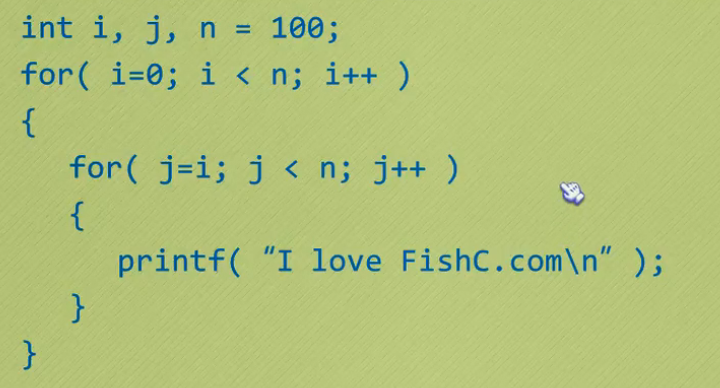 int i, j, n = 100;
for( i=0; i < n; i++ )
{
for( j=i; j < n; j++ )
{
printf( “I love FishC.com\n” );
}
}